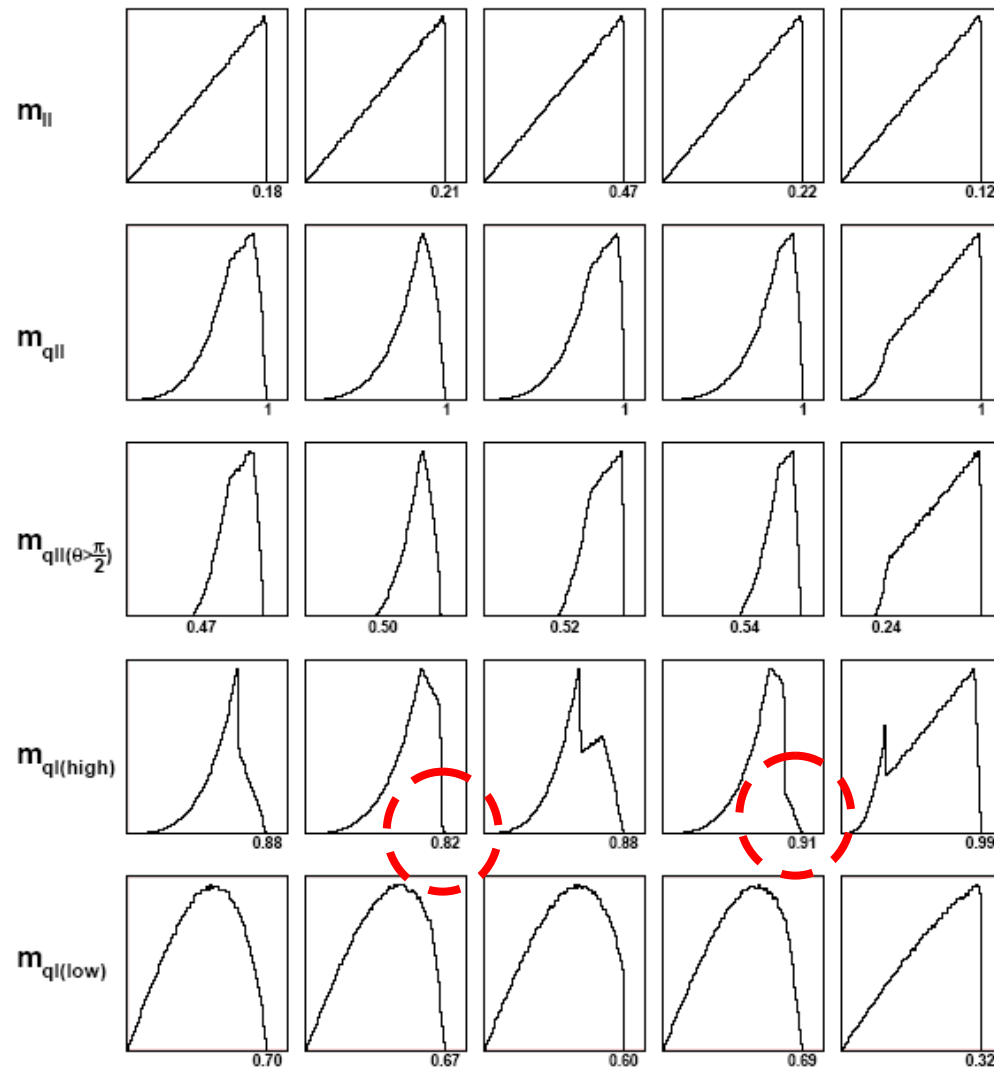 m_ll
0.18 0.21 0.47 0.22 0.12
m_qll
1 1 1 1 1
m_qll(θ>π/2)
0.47 0.50 0.52 0.54 0.24
m_ql(high)
0.88 0.82 0.88 0.91 0.99
m_ql(low)
0.70 0.67 0.60 0.69 0.32